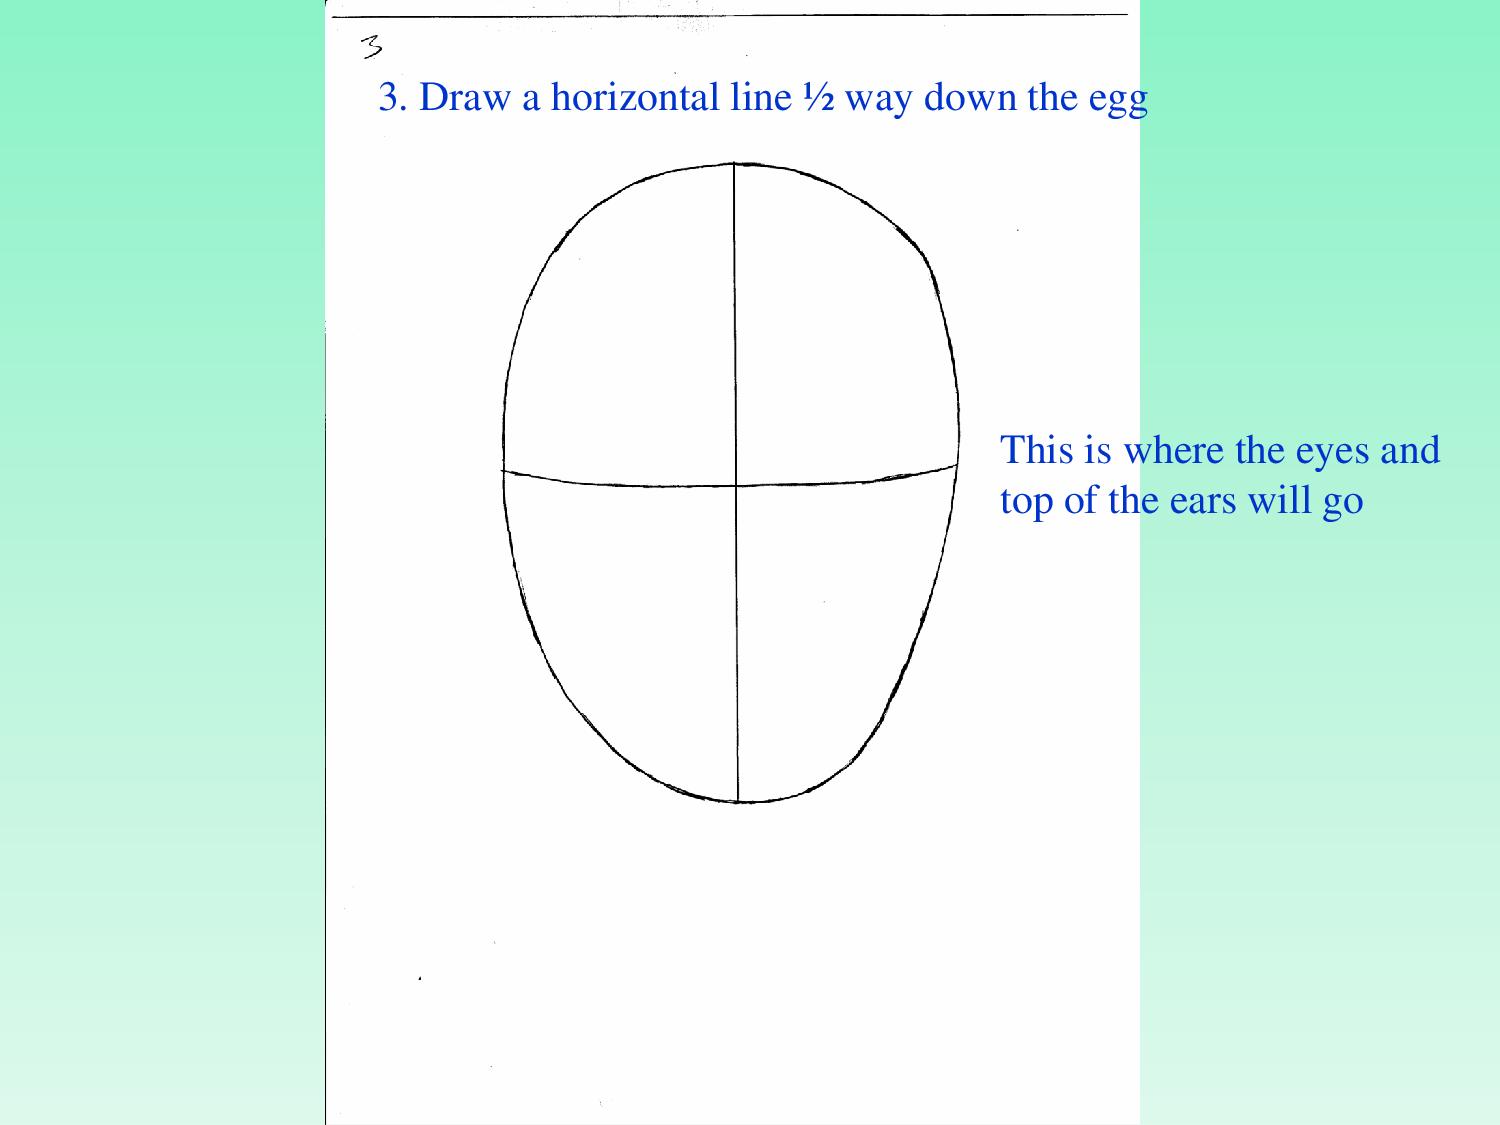 3
3. Draw a horizontal line ½ way down the egg
This is where the eyes and
top of the ears will go